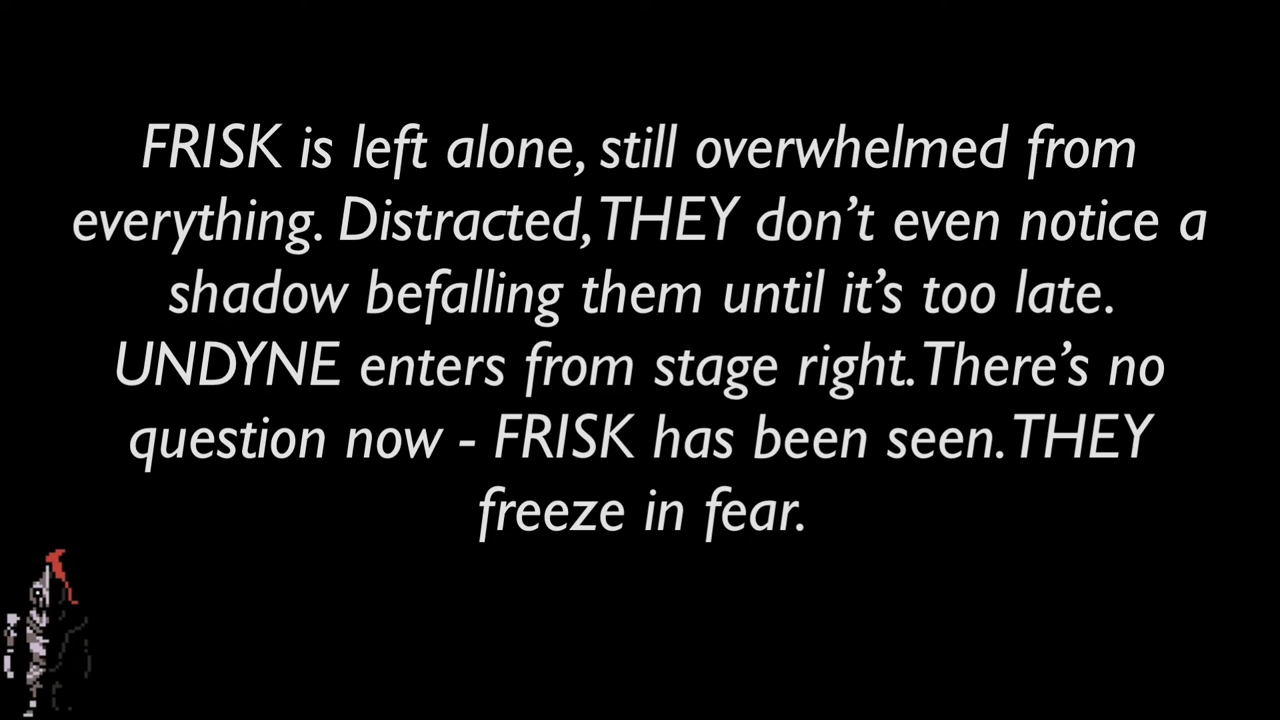 FRISK is left alone, still overwhelmed from
everything. Distracted, THEY don’t even notice a
shadow befalling them until it’s too late.
UNDYNE enters from stage right. There’s no
question now - FRISK has been seen. THEY
freeze in fear.